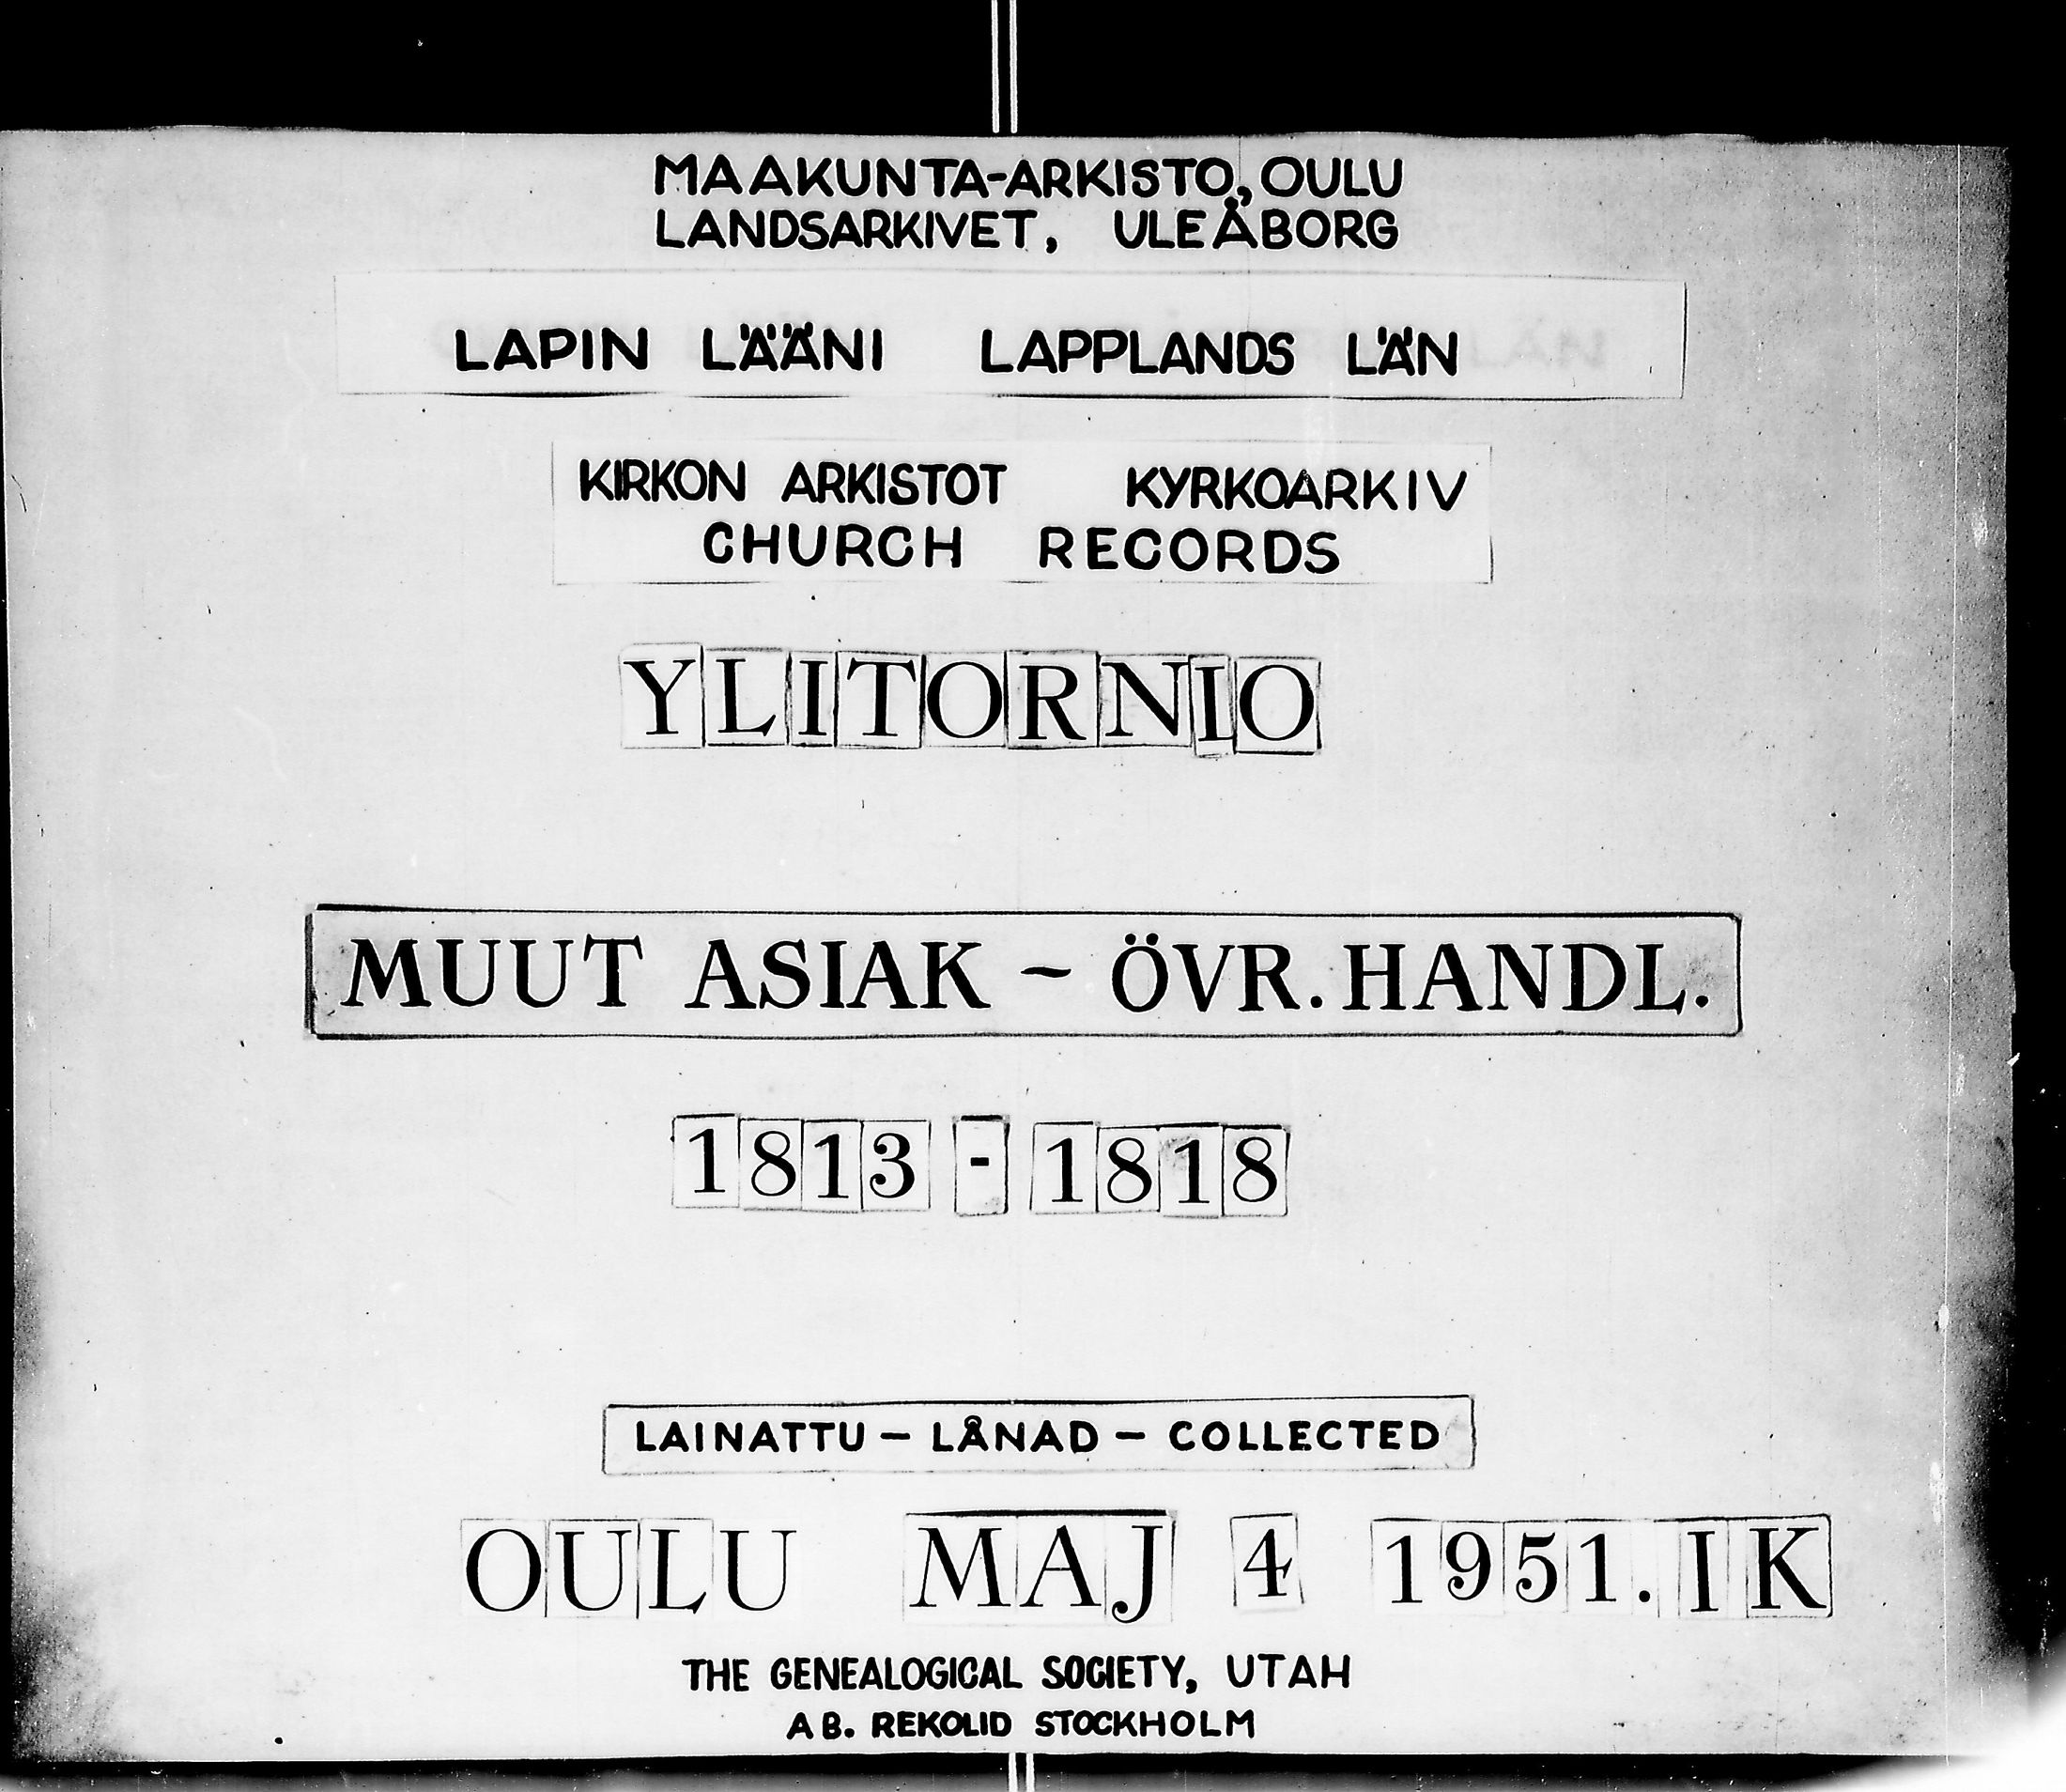 MAAKUNTA-ARKISTO, OULU
LANDSARKIVET, ULEÅBORG
LAPIN LÄÄNI LAPPLANDS LÄN
KIRKON ARKISTOT KYRKOARKIV
CHURCH RECORDS
YLITORNIO
MUUT ASIAK - ÖVR. HANDL.
1813 - 1818
LAINATTU - LÅNAD - COLLECTED
OULU MAJ 4 1951. I K
THE GENEALOGICAL SOCIETY, UTAH
AB. REKOLID STOCKHOLM